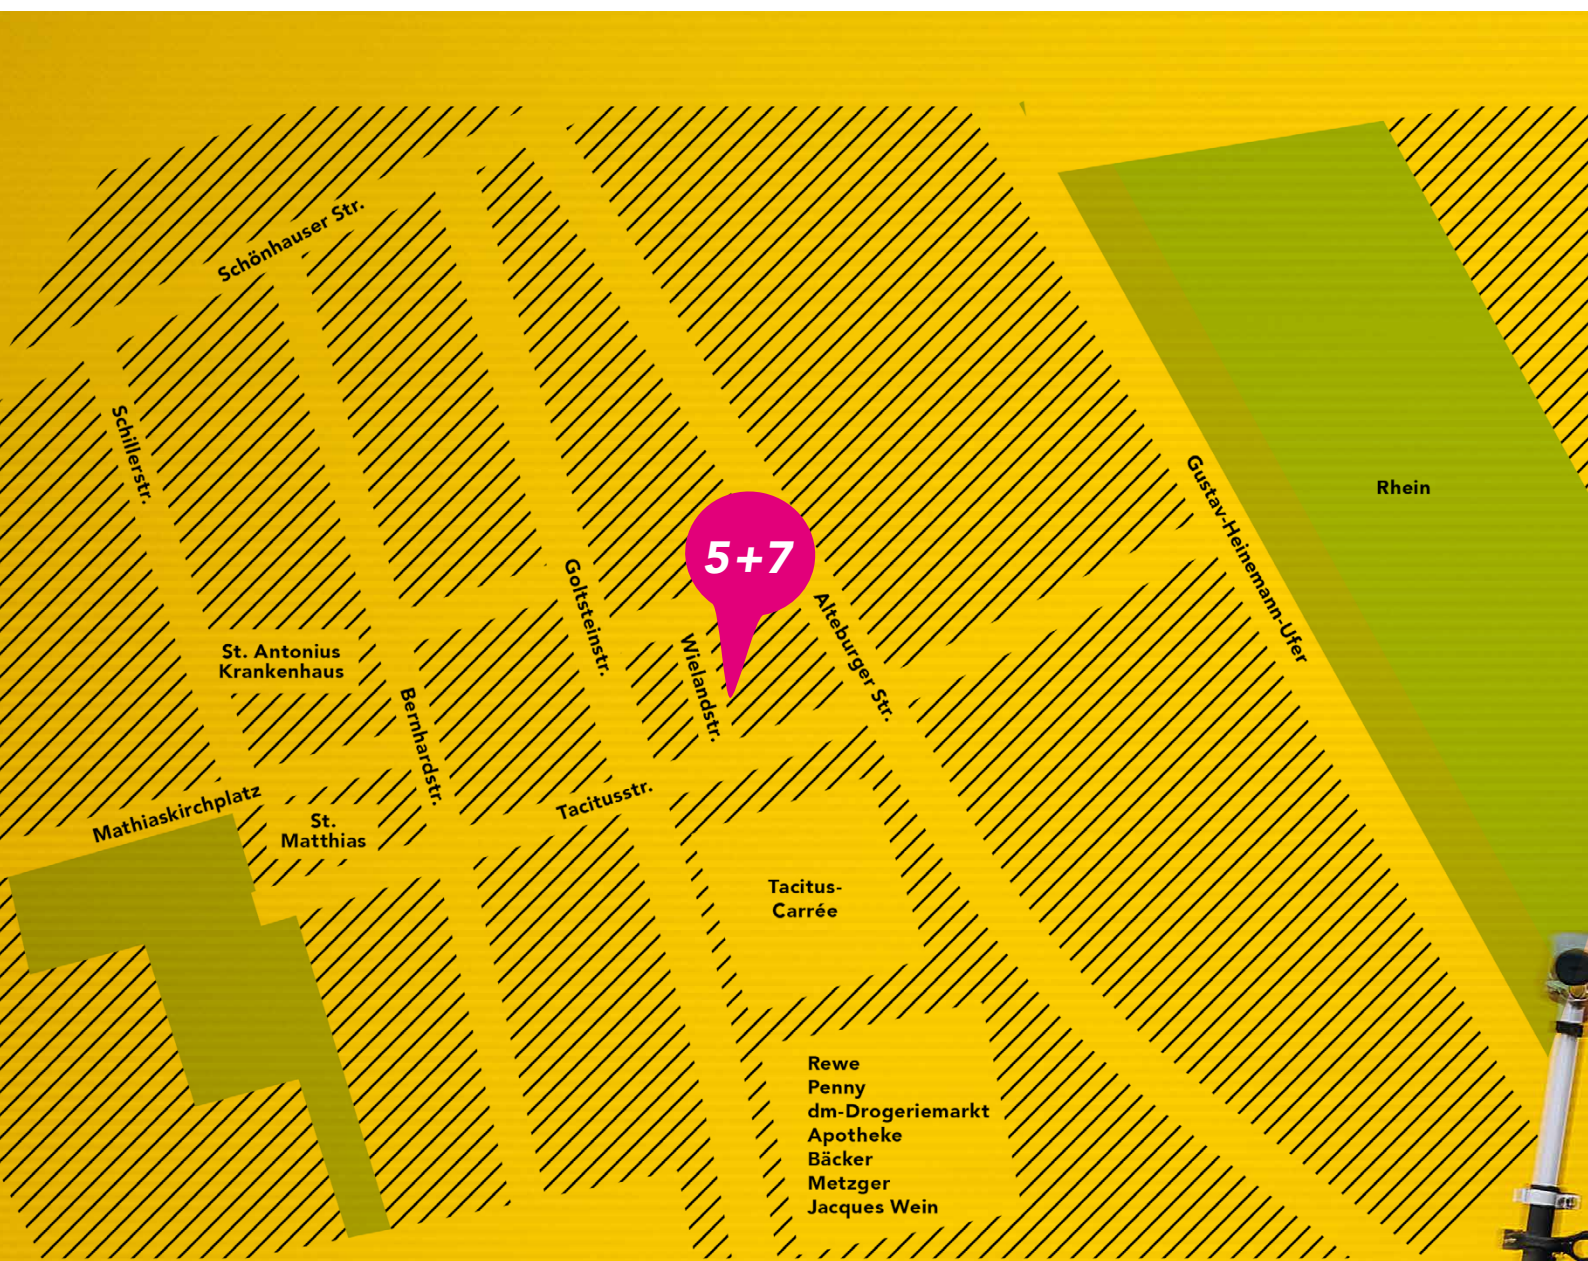 Schönhauser Str.
Schillerstr.
Gustav-Heinemann-Ufer
Rhein
5+7
Goltsteinstr.
Alteburger Str.
Wielandstr.
St. Antonius
Krankenhaus
Bernhardstr.
Mathiaskirchplatz
Tacitusstr.
St.
Matthias
Tacitus-
Carrée
Rewe
Penny
dm-Drogeriemarkt
Apotheke
Bäcker
Metzger
Jacques Wein